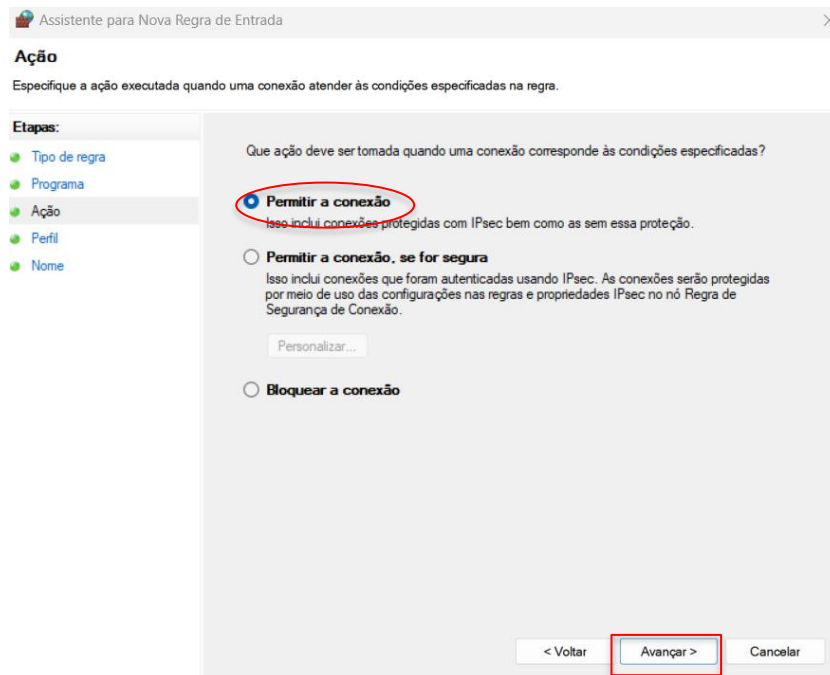 Assistente para Nova Regra de Entrada
Ação
Especifique a ação executada quando uma conexão atender às condições especificadas na regra.
Etapas:
Tipo de regra
Programa
Ação
Perfil
Nome
Que ação deve ser tomada quando uma conexão corresponde às condições especificadas?
Permitir a conexão
Isso inclui conexões protegidas com IPsec bem como as sem essa proteção.
Permitir a conexão, se for segura
Isso inclui conexões que foram autenticadas usando IPsec. As conexões serão protegidas
por meio de uso das configurações nas regras e propriedades IPsec no nó Regra de
Segurança de Conexão.
Personalizar...
Bloquear a conexão
< Voltar
Avançar >
Cancelar